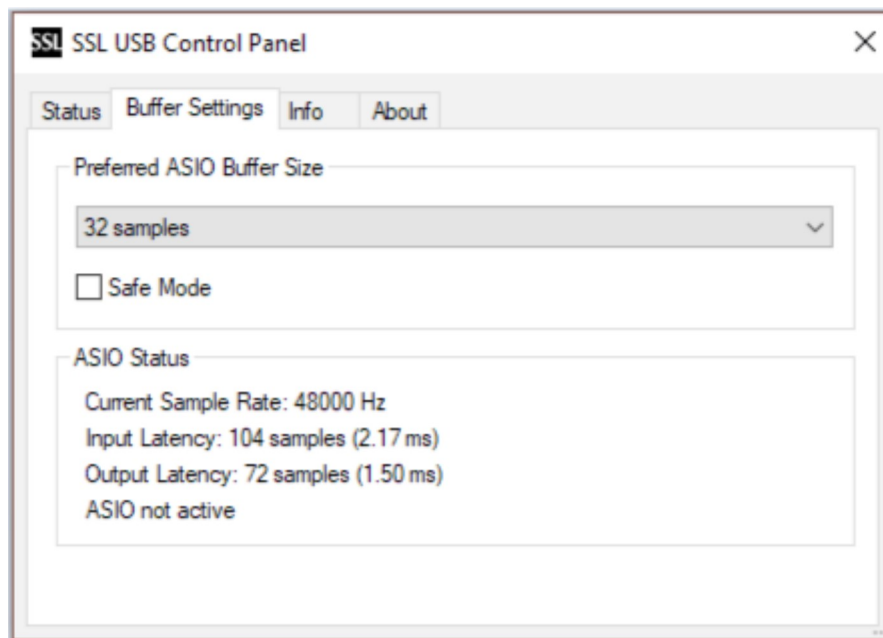 SSL SSL USB Control Panel
Status Buffer Settings Info About
Preferred ASIO Buffer Size
32 samples
Safe Mode
ASIO Status
Current Sample Rate: 48000 Hz
Input Latency: 104 samples (2.17 ms)
Output Latency: 72 samples (1.50 ms)
ASIO not active